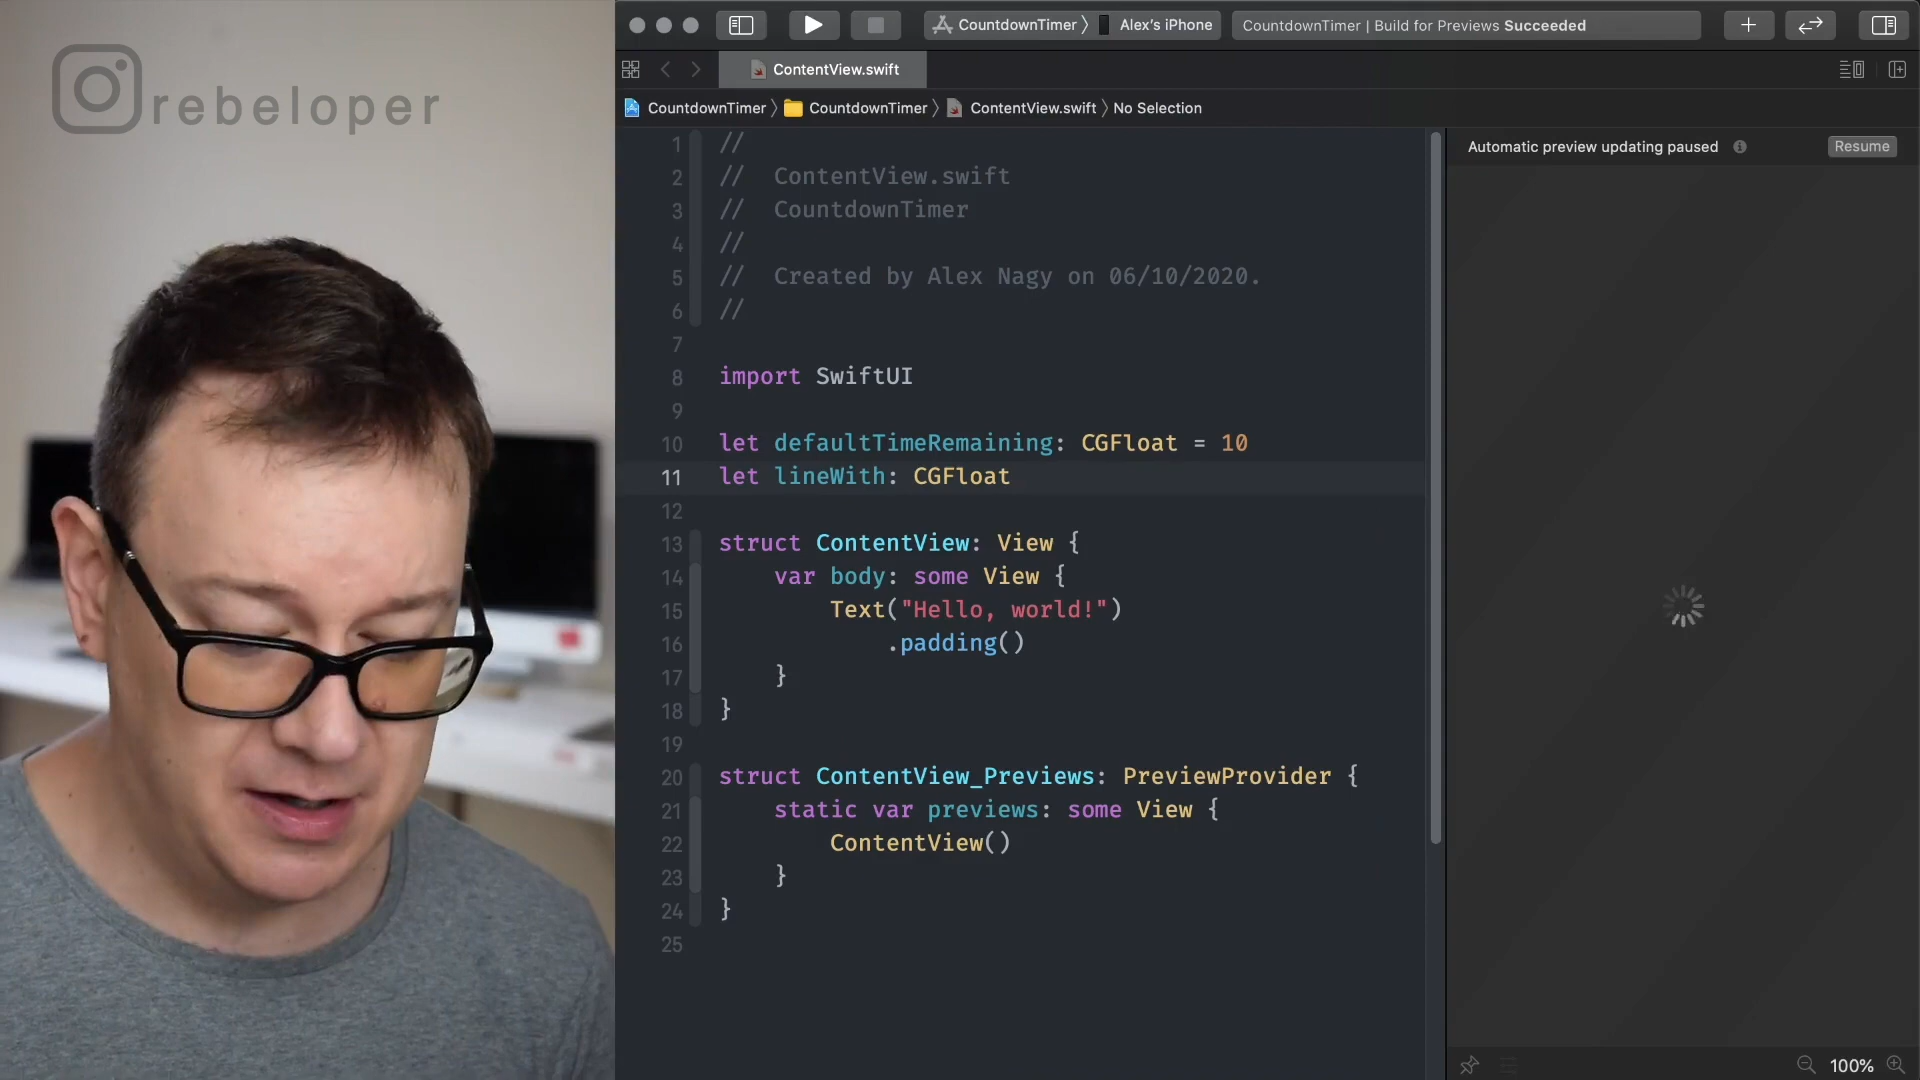 rebeloper
CountdownTimer 〉 Alex's iPhone
CountdownTimer | Build for Previews Succeeded
ContentView.swift
CountdownTimer 〉 CountdownTimer 〉 ContentView.swift 〉 No Selection
Automatic preview updating paused
Resume
1 //
2 //  ContentView.swift
3 //  CountdownTimer
4 //
5 //  Created by Alex Nagy on 06/10/2020.
6 //
7
8 import SwiftUI
9
10 let defaultTimeRemaining: CGFloat = 10
11 let lineWith: CGFloat
12
13 struct ContentView: View {
14     var body: some View {
15         Text("Hello, world!")
16             .padding()
17     }
18 }
19
20 struct ContentView_Previews: PreviewProvider {
21     static var previews: some View {
22         ContentView()
23     }
24 }
25
100%